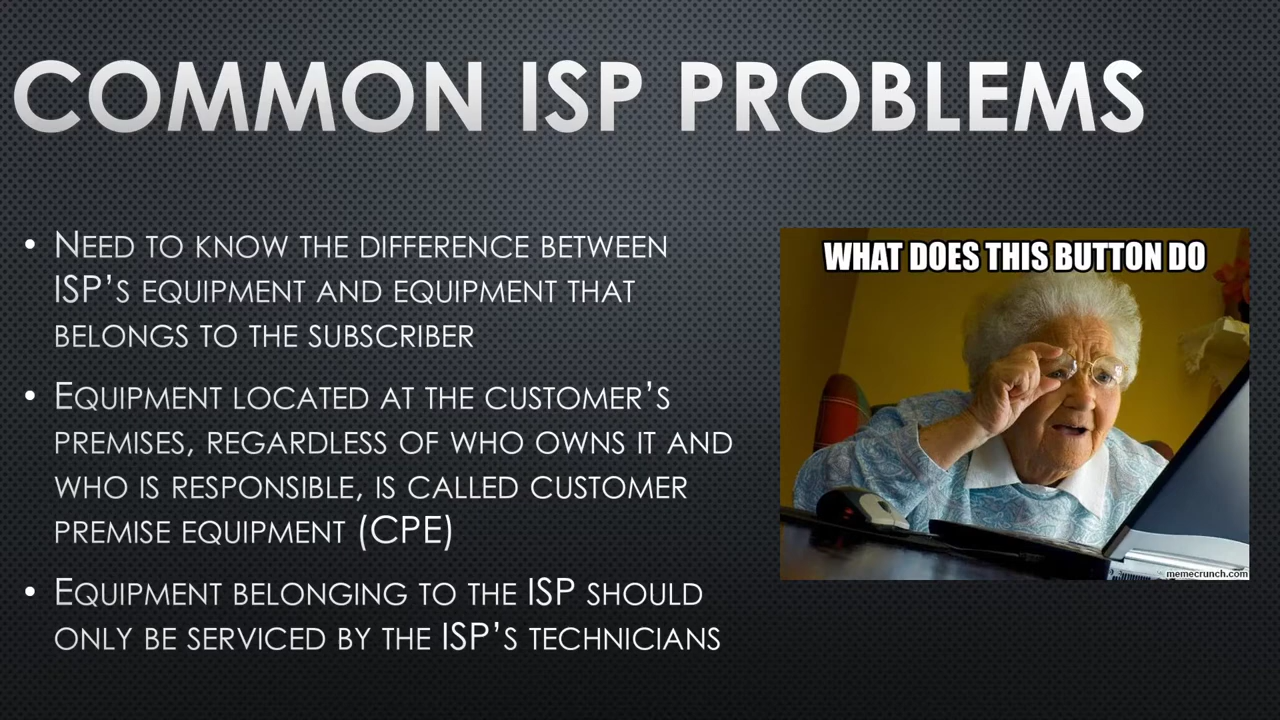 COMMON ISP PROBLEMS
• NEED TO KNOW THE DIFFERENCE BETWEEN
ISP'S EQUIPMENT AND EQUIPMENT THAT
BELONGS TO THE SUBSCRIBER
• EQUIPMENT LOCATED AT THE CUSTOMER'S
PREMISES, REGARDLESS OF WHO OWNS IT AND
WHO IS RESPONSIBLE, IS CALLED CUSTOMER
PREMISE EQUIPMENT (CPE)
• EQUIPMENT BELONGING TO THE ISP SHOULD
ONLY BE SERVICED BY THE ISP'S TECHNICIANS
WHAT DOES THIS BUTTON DO
memecrunch.com